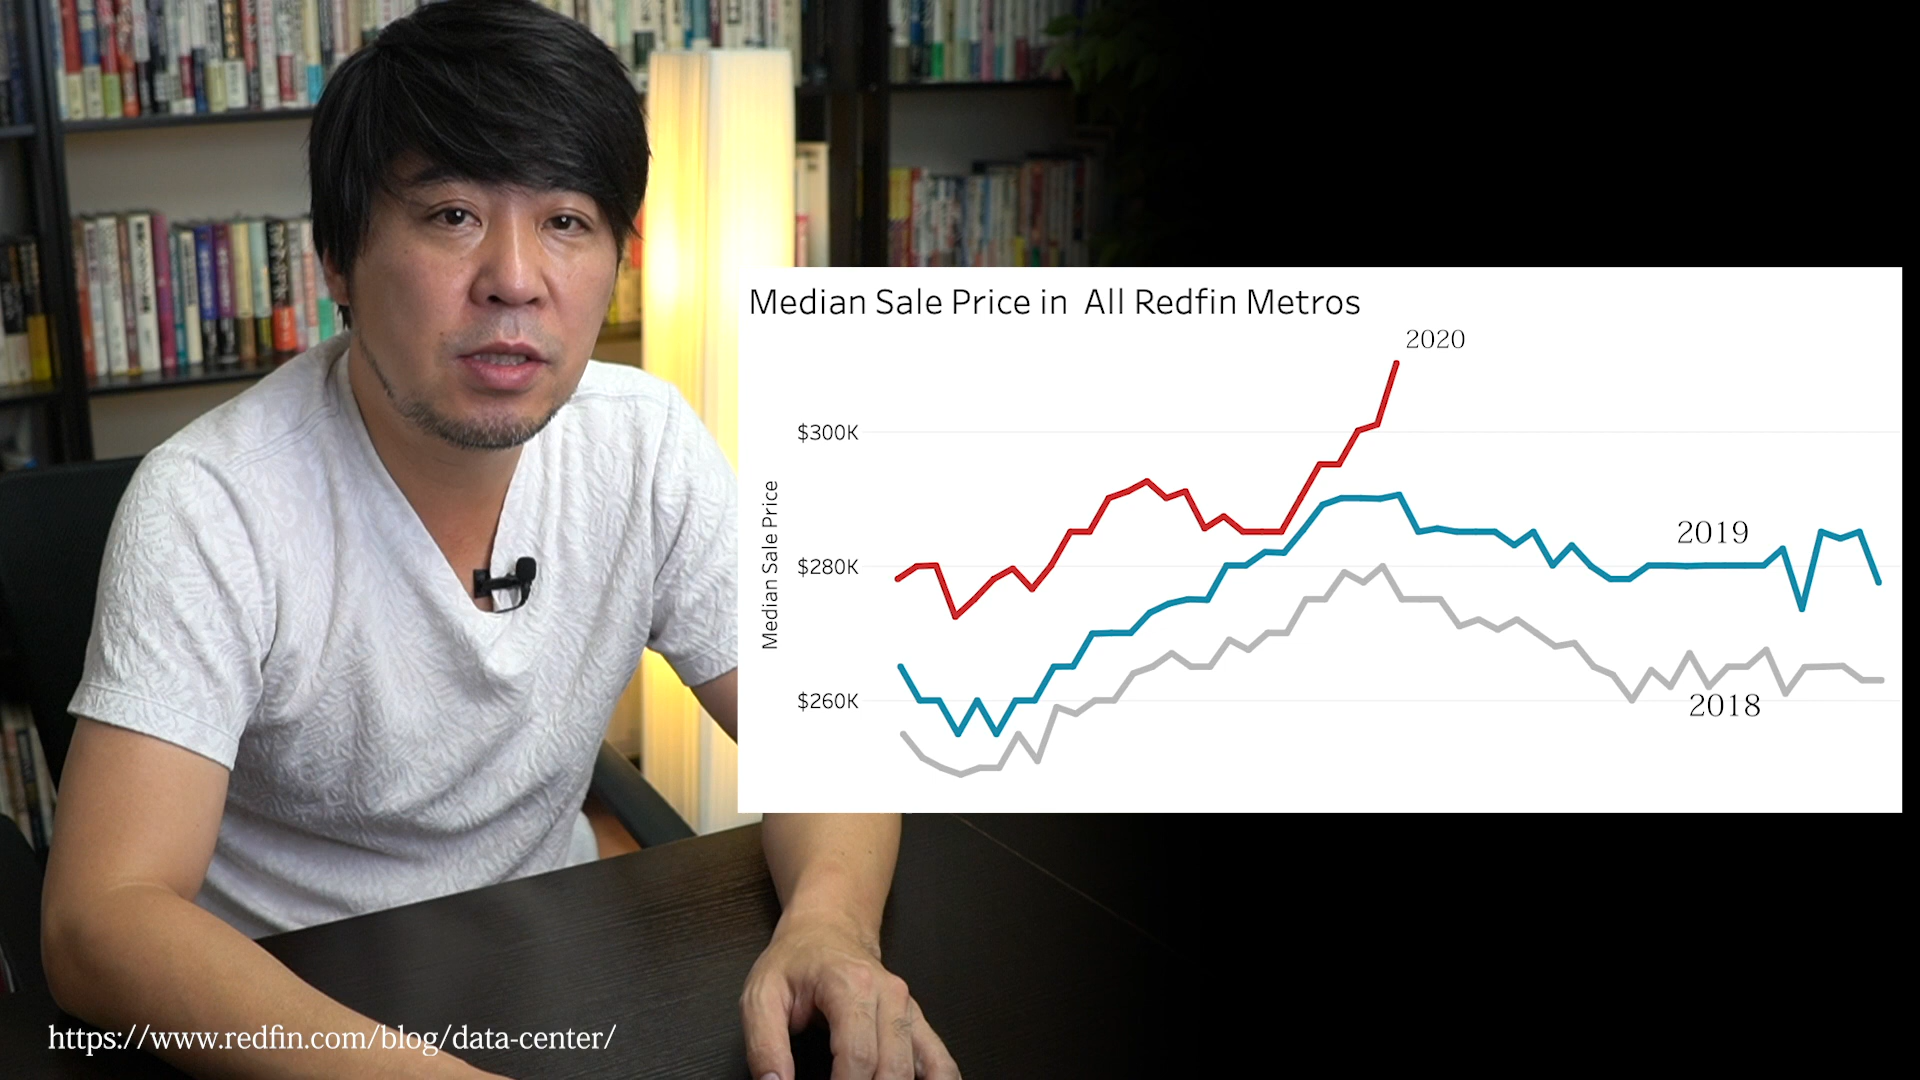 Median Sale Price in All Redfin Metros
2020
$300K
2019
$280K
Median Sale Price
$260K
2018
https://www.redfin.com/blog/data-center/